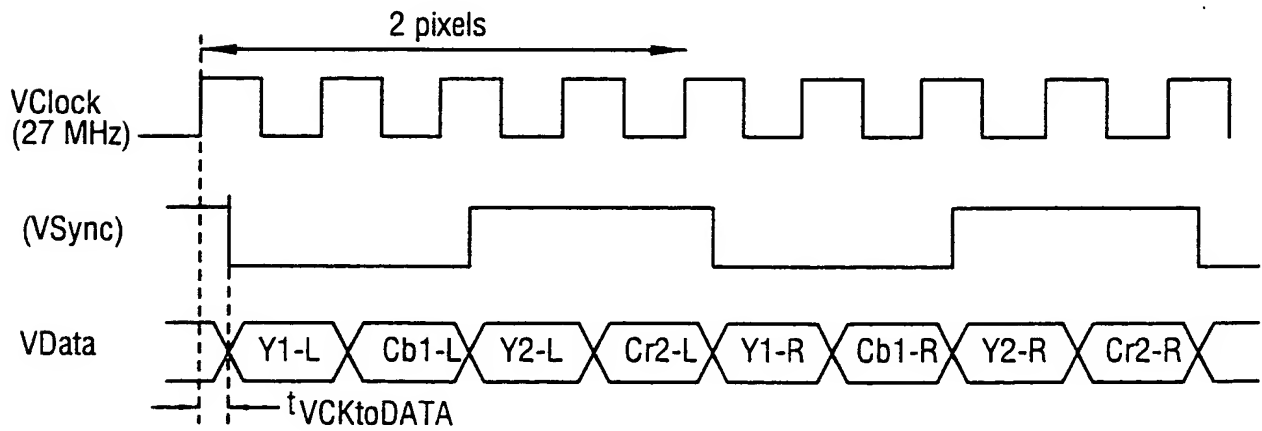 2 pixels
VClock
(27 MHz)
(VSync)
VData
Y1-L Cb1-L Y2-L Cr2-L Y1-R Cb1-R Y2-R Cr2-R
tVCKtoDATA